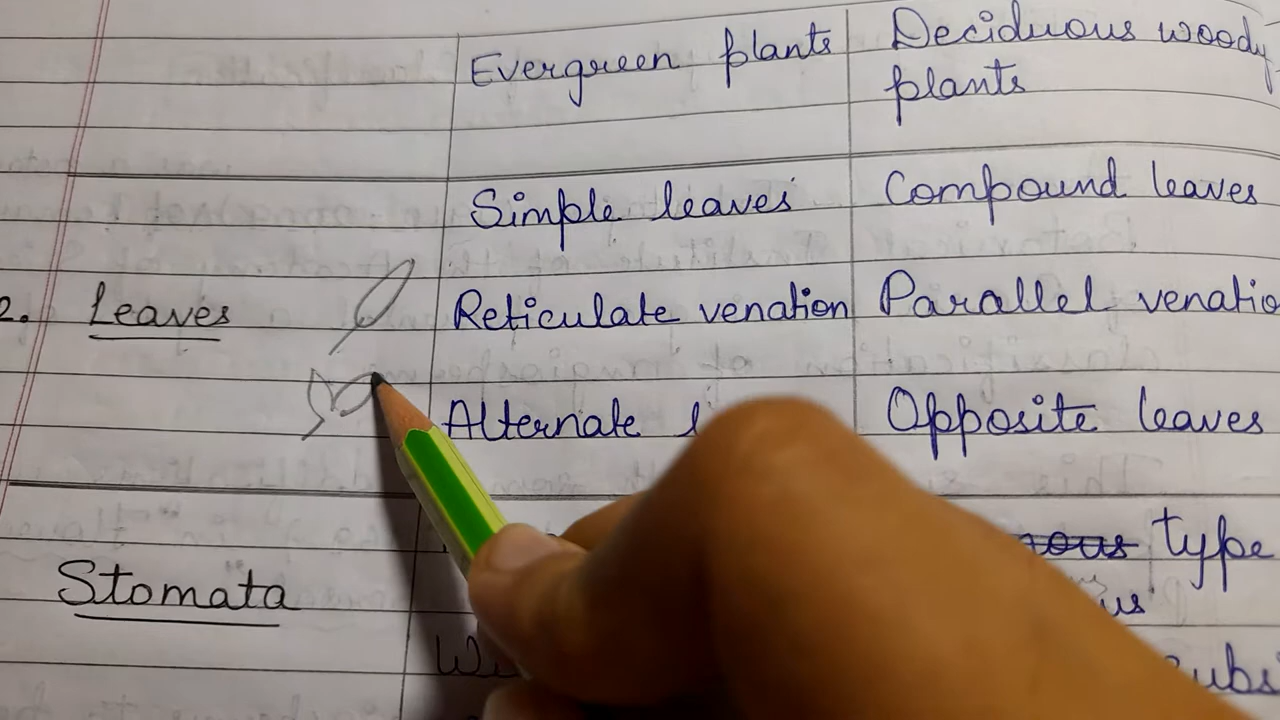 Evergreen plants
Deciduous woody
plants
Simple leaves
Compound leaves
2. Leaves
Reticulate venation
Parallel venatio
Alternate l
Opposite leaves
type
Stomata